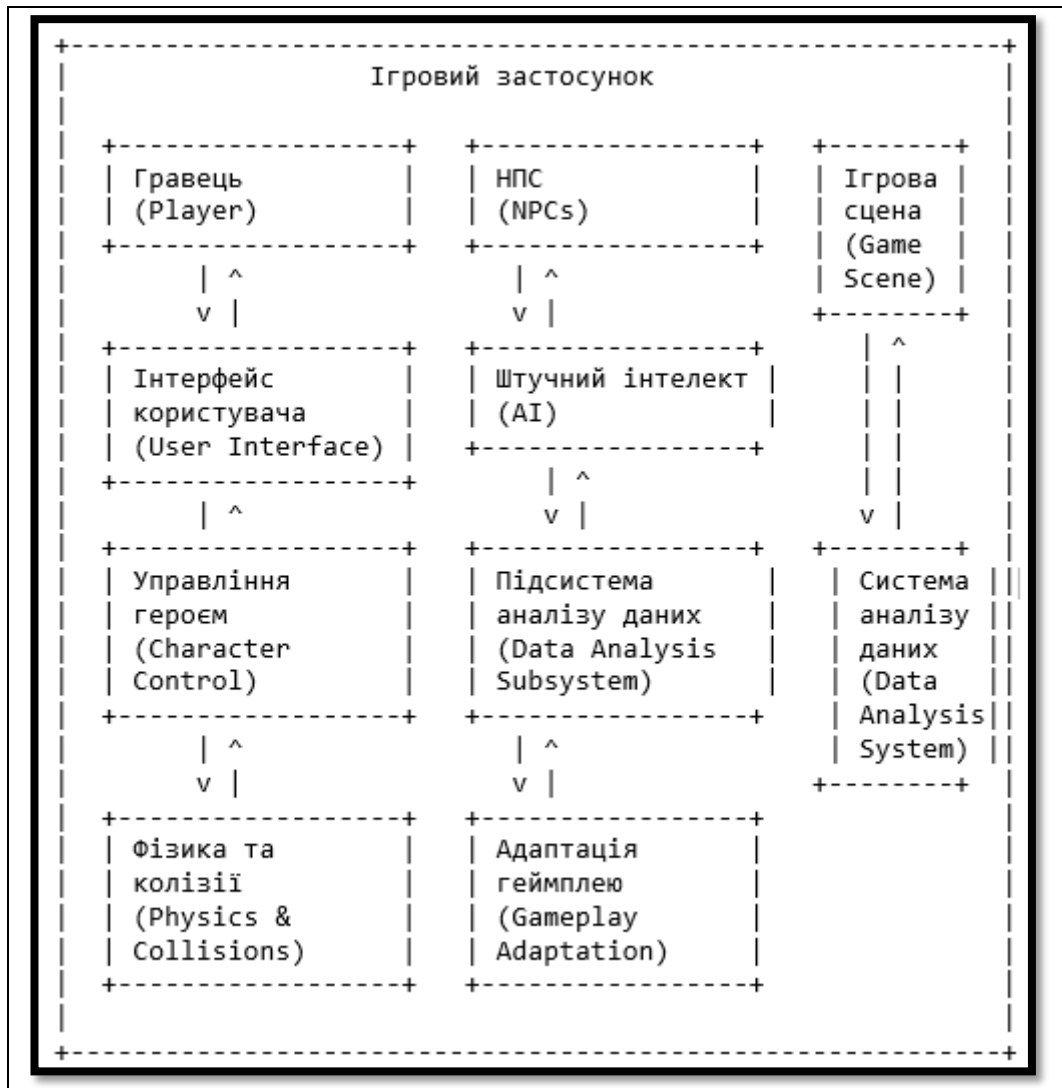 Ігровий застосунок
Гравець
(Player)
НПС
(NPCs)
Ігрова
сцена
(Game
Scene)
Інтерфейс
користувача
(User Interface)
Штучний інтелект
(AI)
Управління
героєм
(Character
Control)
Підсистема
аналізу даних
(Data Analysis
Subsystem)
Система
аналізу
даних
(Data
Analysis
System)
Фізика та
колізії
(Physics &
Collisions)
Адаптація
геймплею
(Gameplay
Adaptation)